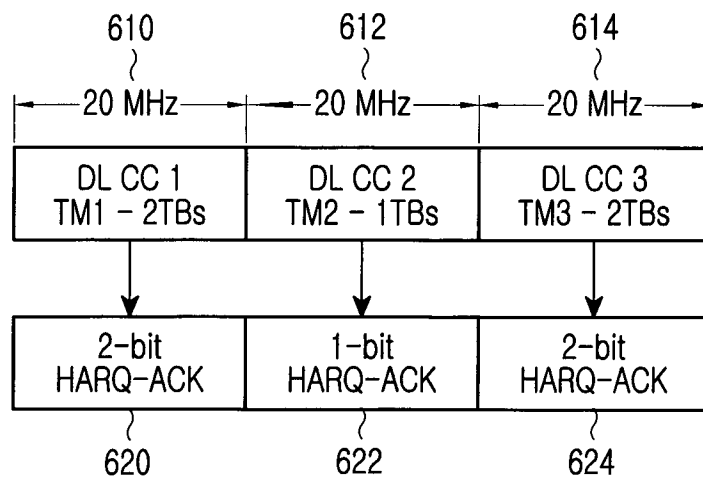 610 612 614
20 MHz 20 MHz 20 MHz
DL CC 1 DL CC 2 DL CC 3
TM1 - 2TBs TM2 - 1TBs TM3 - 2TBs
2-bit 1-bit 2-bit
HARQ-ACK HARQ-ACK HARQ-ACK
620 622 624